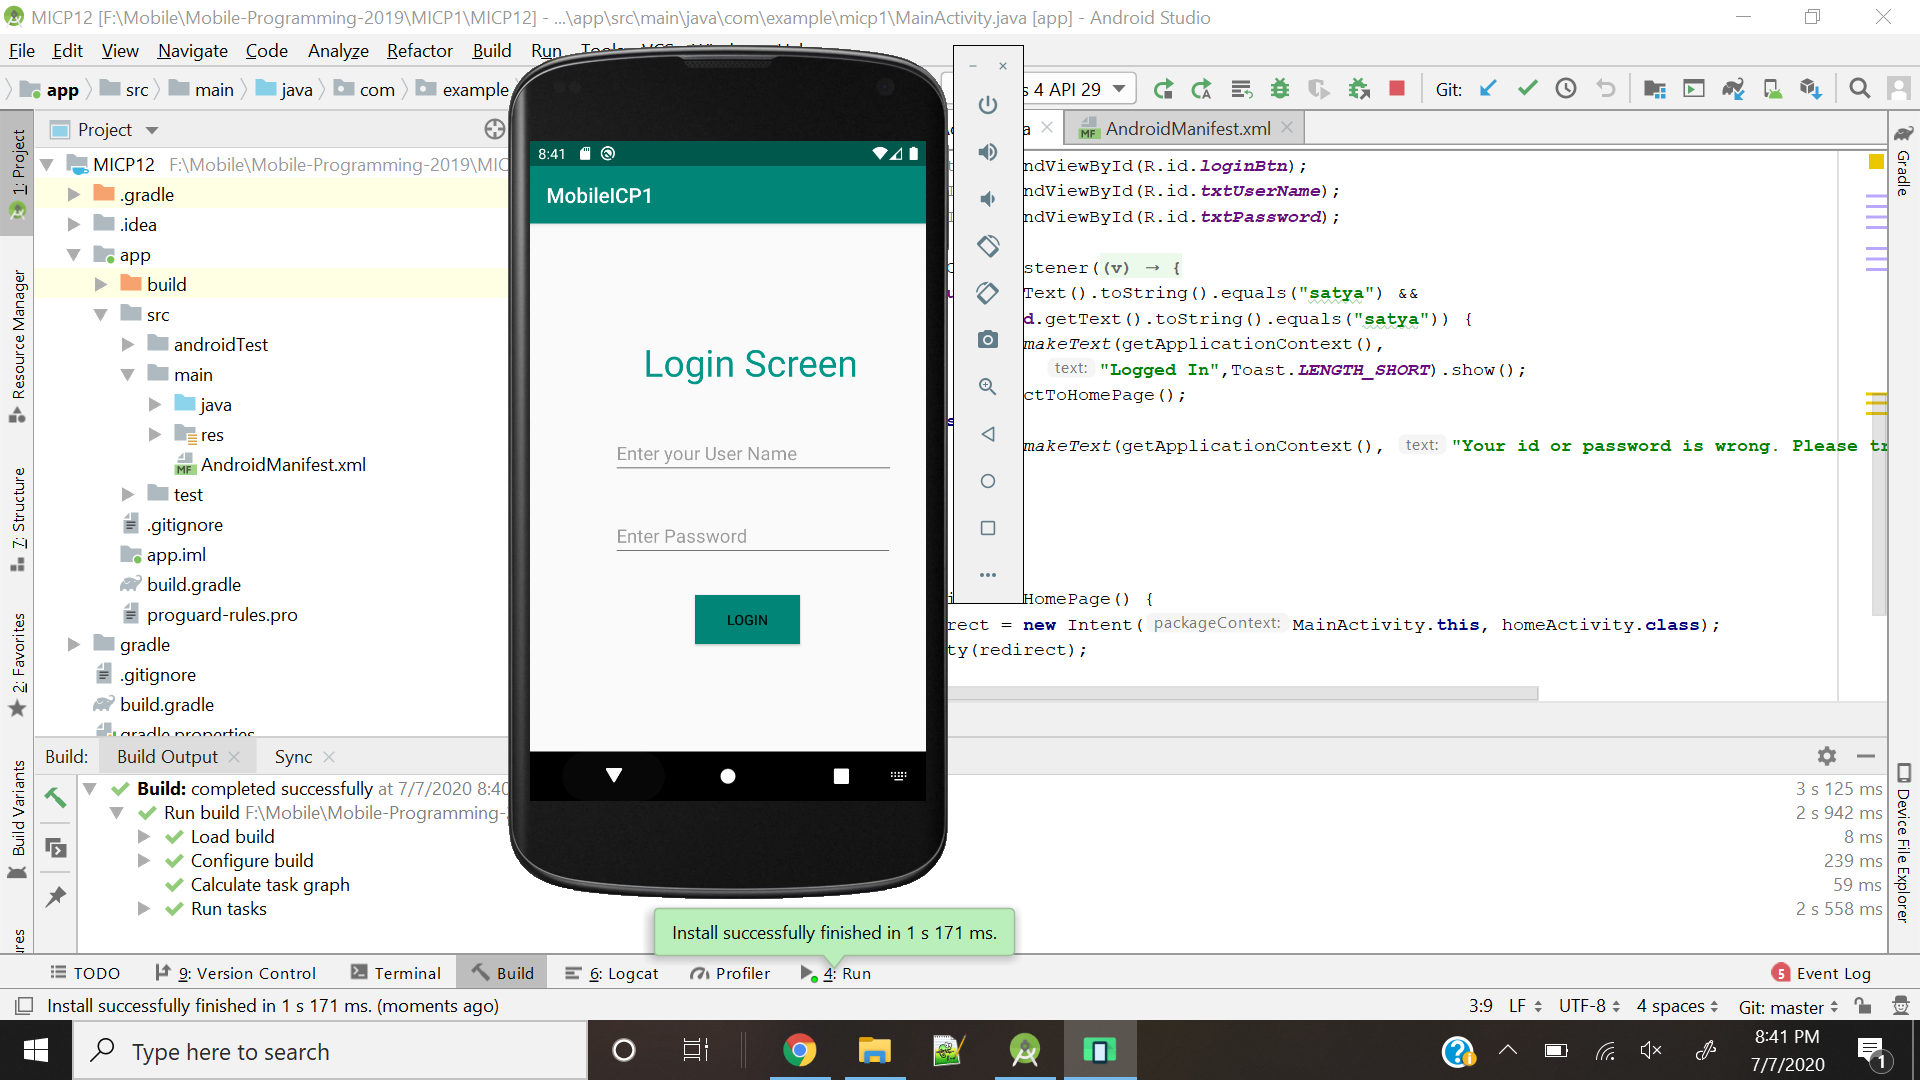 MICP12 [F:\Mobile\Mobile-Programming-2019\MICP1\MICP12] - ...\app\src\main\java\com\example\micp1\MainActivity.java [app] - Android Studio
File Edit View Navigate Code Analyze Refactor Build Run
app src main java com example
4 API 29 Git:
Project
AndroidManifest.xml
MICP12 F:\Mobile\Mobile-Programming-2019\MIC
.gradle
.idea
app
build
src
androidTest
main
java
res
AndroidManifest.xml
test
.gitignore
app.iml
build.gradle
proguard-rules.pro
gradle
.gitignore
build.gradle
gradle.properties
1: Project
Resource Manager
7: Structure
2: Favorites
Build Variants
8:41
MobileICP1
Login Screen
Enter your User Name
Enter Password
LOGIN
ndViewById(R.id.loginBtn);
ndViewById(R.id.txtUserName);
ndViewById(R.id.txtPassword);
stener((v) → {
Text().toString().equals("satya") &&
d.getText().toString().equals("satya")) {
makeText(getApplicationContext(),
text: "Logged In",Toast.LENGTH_SHORT).show();
ctToHomePage();
makeText(getApplicationContext(), text: "Your id or password is wrong. Please tr
HomePage() {
rect = new Intent( packageContext: MainActivity.this, homeActivity.class);
ty(redirect);
Gradle
Device File Explorer
Build: Build Output Sync
Build: completed successfully at 7/7/2020 8:40 3 s 125 ms
Run build F:\Mobile\Mobile-Programming- 2 s 942 ms
Load build 8 ms
Configure build 239 ms
Calculate task graph 59 ms
Run tasks 2 s 558 ms
Install successfully finished in 1 s 171 ms.
TODO 9: Version Control Terminal Build 6: Logcat Profiler 4: Run 5 Event Log
Install successfully finished in 1 s 171 ms. (moments ago) 3:9 LF UTF-8 4 spaces Git: master
Type here to search
8:41 PM
7/7/2020
1